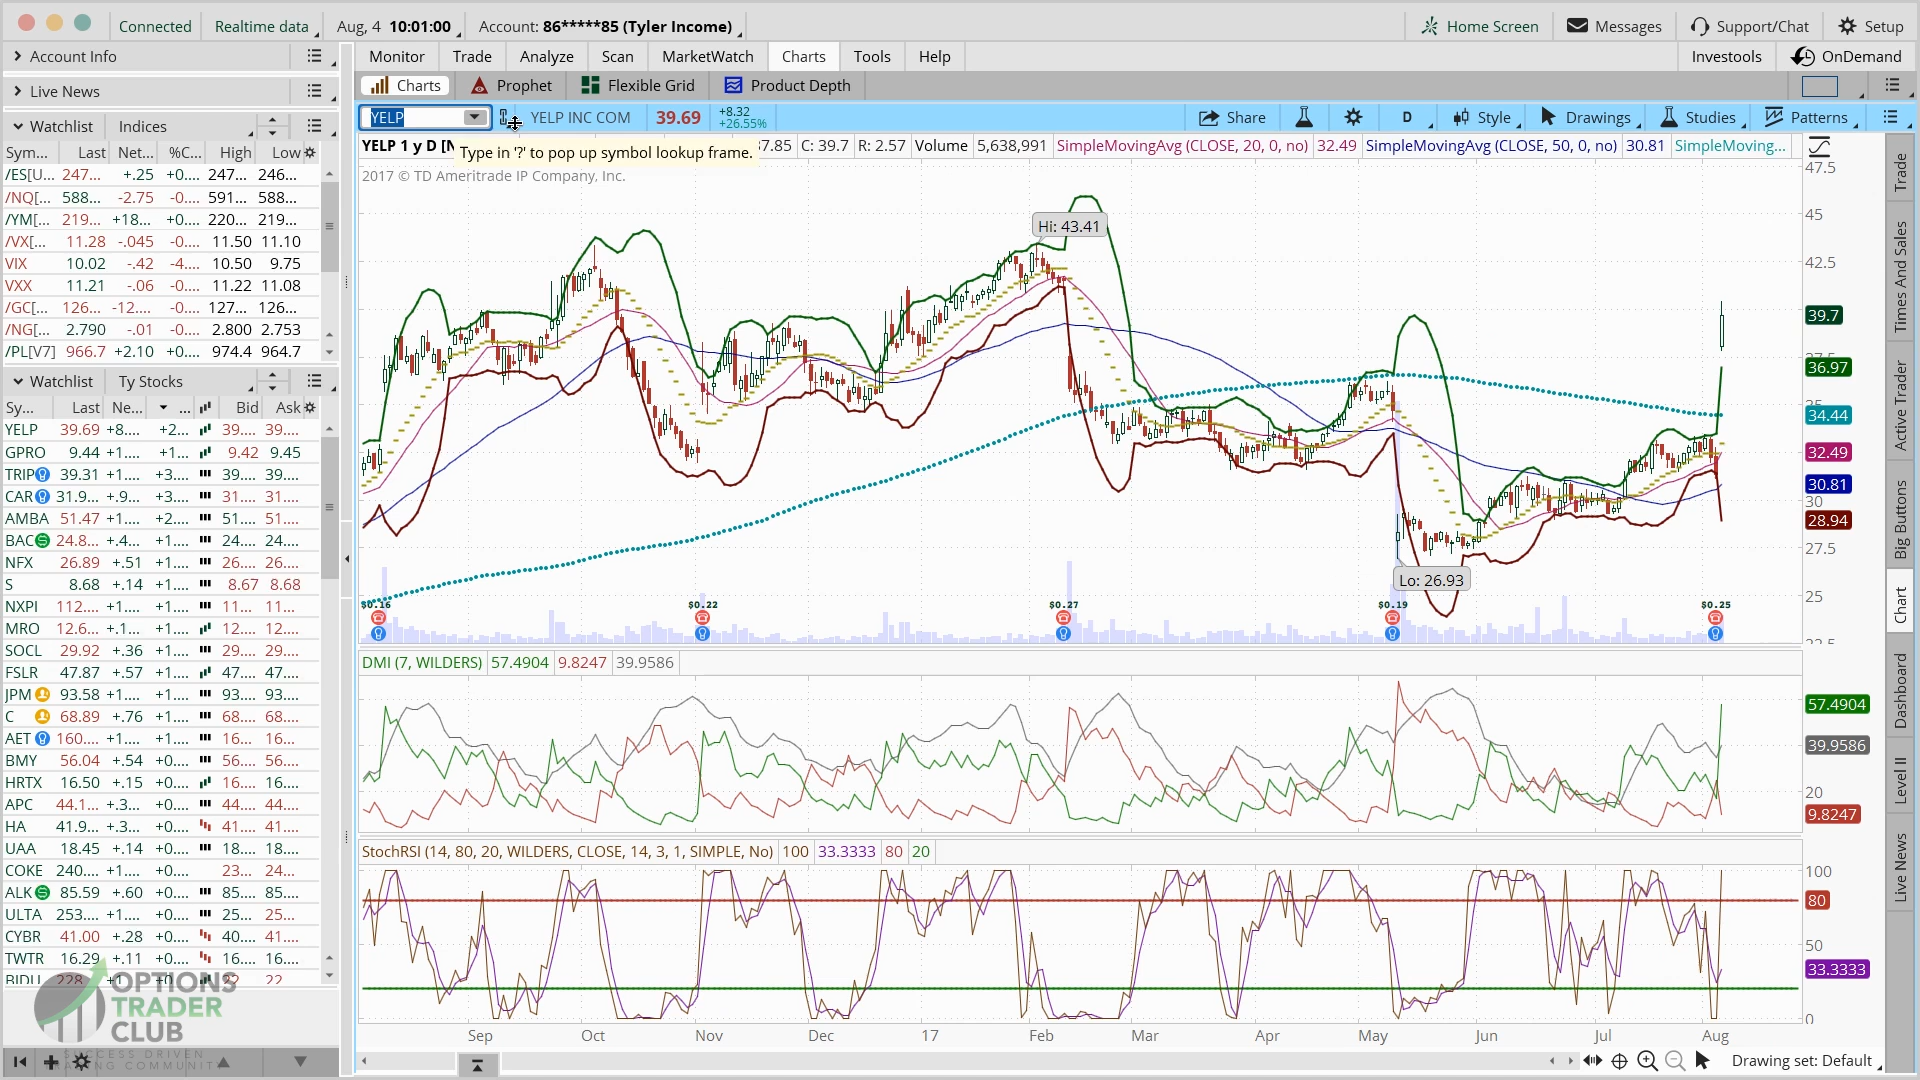 Connected Realtime data Aug, 4 10:01:00 Account: 86*****85 (Tyler Income) Home Screen Messages Support/Chat Setup
Account Info
Live News
Monitor Trade Analyze Scan MarketWatch Charts Tools Help Investools OnDemand
Charts Prophet Flexible Grid Product Depth
YELP YELP INC COM 39.69 +8.32 +26.55% Share D Style Drawings Studies Patterns
YELP 1 y D [N 7.85 C: 39.7 R: 2.57 Volume 5,638,991 SimpleMovingAvg (CLOSE, 20, 0, no) 32.49 SimpleMovingAvg (CLOSE, 50, 0, no) 30.81 SimpleMoving...
Type in '?' to pop up symbol lookup frame.
2017 © TD Ameritrade IP Company, Inc.
Watchlist Indices
Sym... Last Net... %C... High Low
/ES[U... 247... +.25 +0.... 247... 246...
/NQ[... 588... -2.75 -0.... 591... 588...
/YM[... 219... +18... +0.... 220... 219...
/VX[... 11.28 -.045 -0.... 11.50 11.10
VIX 10.02 -.42 -4.... 10.50 9.75
VXX 11.21 -.06 -0.... 11.22 11.08
/GC[... 126... -12.... -0.... 127... 126...
/NG[... 2.790 -.01 -0.... 2.800 2.753
/PL[V7] 966.7 +2.10 +0.... 974.4 964.7
Watchlist Ty Stocks
Sy... Last Ne... ... Bid Ask
YELP 39.69 +8.... +2... 39.... 39....
GPRO 9.44 +1.... +1... 9.42 9.45
TRIP 39.31 +1.... +3.... 39.... 39....
CAR 31.9... +.9... +3.... 31.... 31....
AMBA 51.47 +1.... +2.... 51.... 51....
BAC 24.8... +.4... +1.... 24.... 24....
NFX 26.89 +.51 +1.... 26.... 26....
S 8.68 +.14 +1.... 8.67 8.68
NXPI 112.... +1.... +1.... 11... 11...
MRO 12.6... +.1... +1.... 12.... 12....
SOCL 29.92 +.36 +1.... 29.... 29....
FSLR 47.87 +.57 +1.... 47.... 47....
JPM 93.58 +1.... +1.... 93.... 93....
C 68.89 +.76 +1.... 68.... 68....
AET 160.... +1.... +1.... 16... 16...
BMY 56.04 +.54 +0.... 56.... 56....
HRTX 16.50 +.15 +0.... 16.... 16....
APC 44.1... +.3... +0.... 44.... 44....
HA 41.9... +.3... +0.... 41.... 41....
UAA 18.45 +.14 +0.... 18.... 18....
COKE 240.... +1.... +0.... 23... 24...
ALK 85.59 +.60 +0.... 85.... 85....
ULTA 253.... +1.... +0.... 25... 25...
CYBR 41.00 +.28 +0.... 40.... 41....
TWTR 16.29 +.11 +0.... 16.... 16....
BIDU 228
OPTIONS
TRADER
CLUB
47.5
45
42.5
39.7
36.97
34.44
32.49
30.81
30
28.94
27.5
25
Hi: 43.41
Lo: 26.93
$0.16 $0.22 $0.27 $0.19 $0.25
DMI (7, WILDERS) 57.4904 9.8247 39.9586
57.4904
39.9586
20
9.8247
StochRSI (14, 80, 20, WILDERS, CLOSE, 14, 3, 1, SIMPLE, No) 100 33.3333 80 20
100
80
50
33.3333
0
Sep Oct Nov Dec 17 Feb Mar Apr May Jun Jul Aug
Drawing set: Default
Trade
Times And Sales
Active Trader
Big Buttons
Chart
Dashboard
Level II
Live News